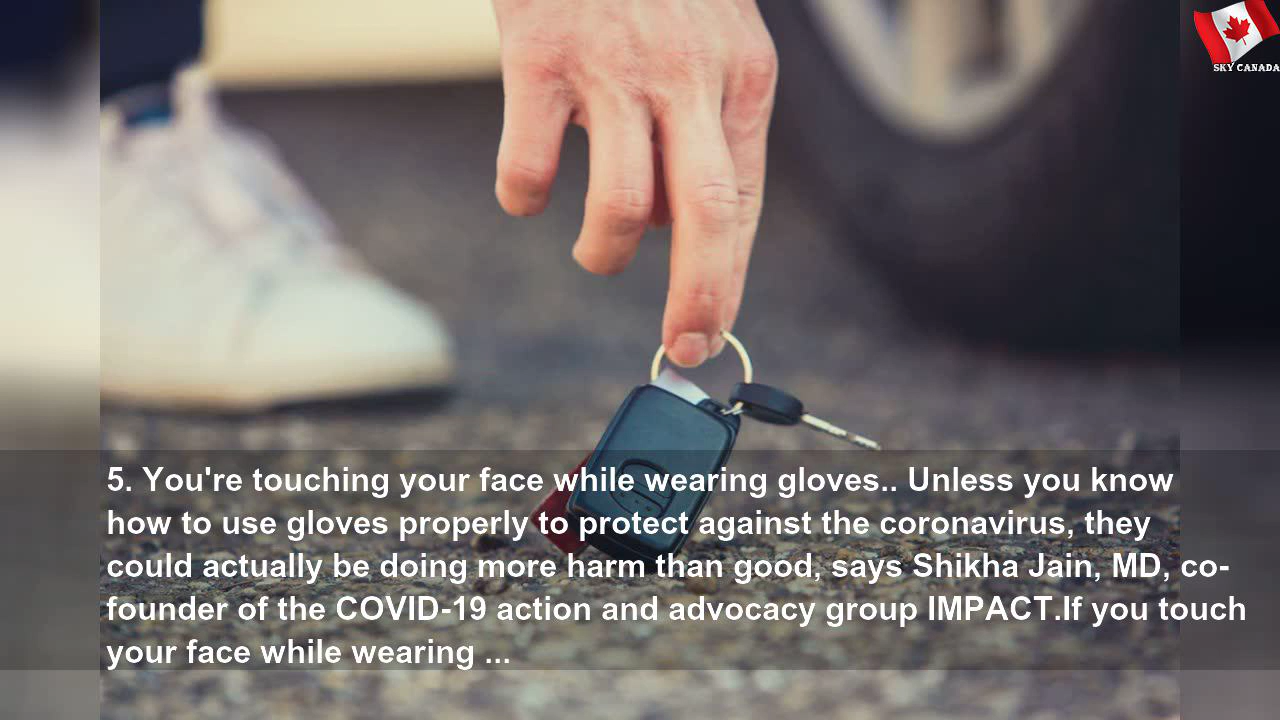 SKY CANADA
5. You're touching your face while wearing gloves.. Unless you know
how to use gloves properly to protect against the coronavirus, they
could actually be doing more harm than good, says Shikha Jain, MD, co-
founder of the COVID-19 action and advocacy group IMPACT.If you touch
your face while wearing ...